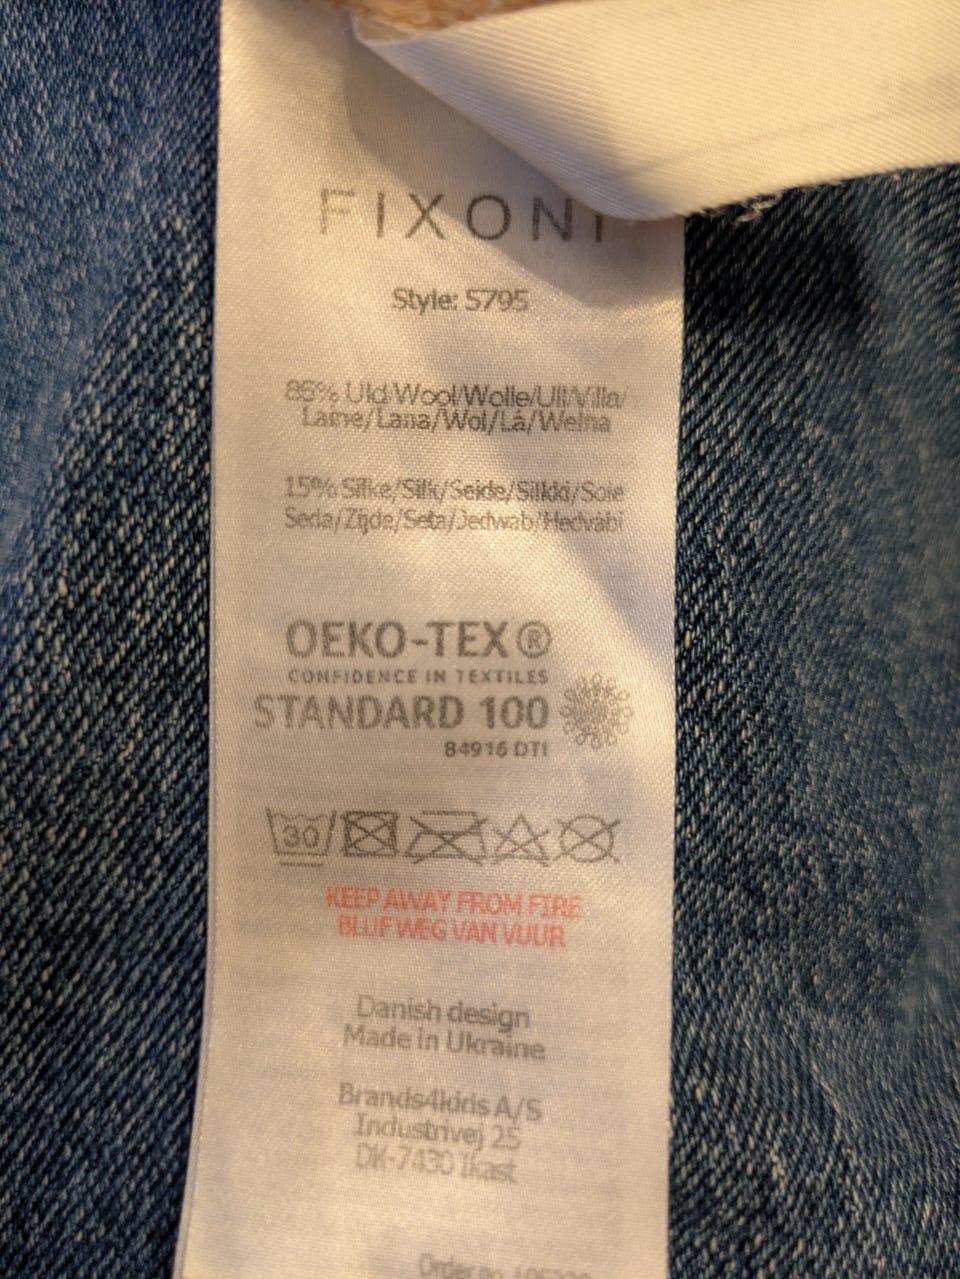 FIXONI
Style: 5795
85% Uld/Wool/Wolle/Ull/Villa/
Laine/Lana/Wol/Lã/Wełna
15% Silke/Silk/Seide/Silkki/Soie
Seda/Zijde/Seta/Jedwab/Hedvábí
OEKO-TEX®
CONFIDENCE IN TEXTILES
STANDARD 100
84916 DTI
30
KEEP AWAY FROM FIRE
BLIJF WEG VAN VUUR
Danish design
Made in Ukraine
Brands4kids A/S
Industrivej 25
DK-7430 Ikast
Order